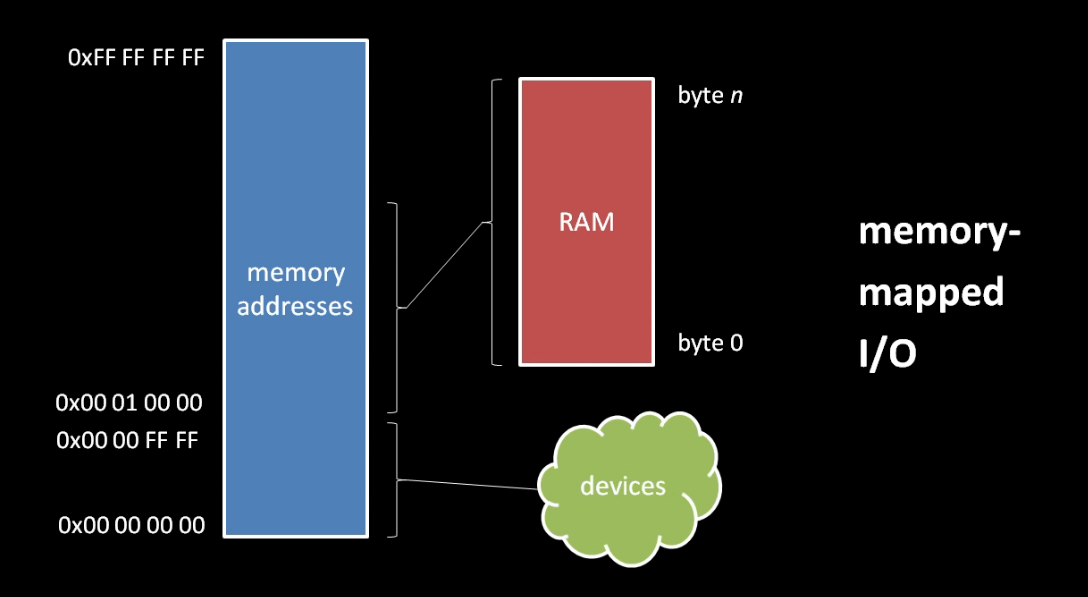 0xFF FF FF FF
memory
addresses
0x00 01 00 00
0x00 00 FF FF
0x00 00 00 00
byte n
RAM
byte 0
devices
memory-
mapped
I/O